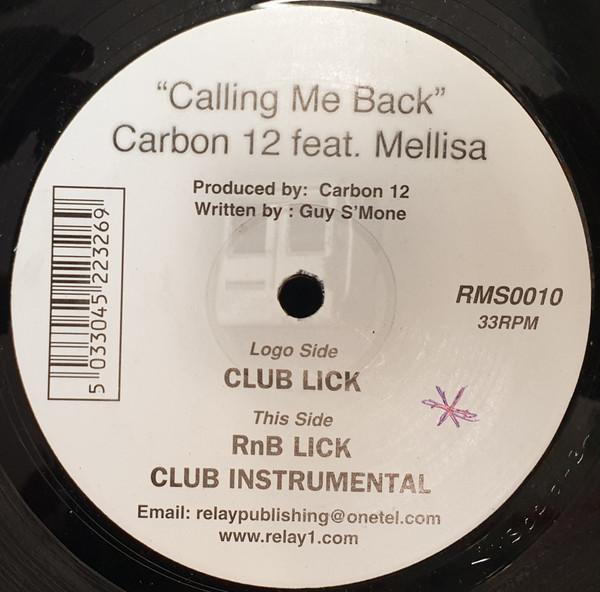 “Calling Me Back”
Carbon 12 feat. Mellisa
Produced by: Carbon 12
Written by : Guy S'Mone
5 033045 223269
RMS0010
33RPM
Logo Side
CLUB LICK
This Side
RnB LICK
CLUB INSTRUMENTAL
Email: relaypublishing@onetel.com
www.relay1.com